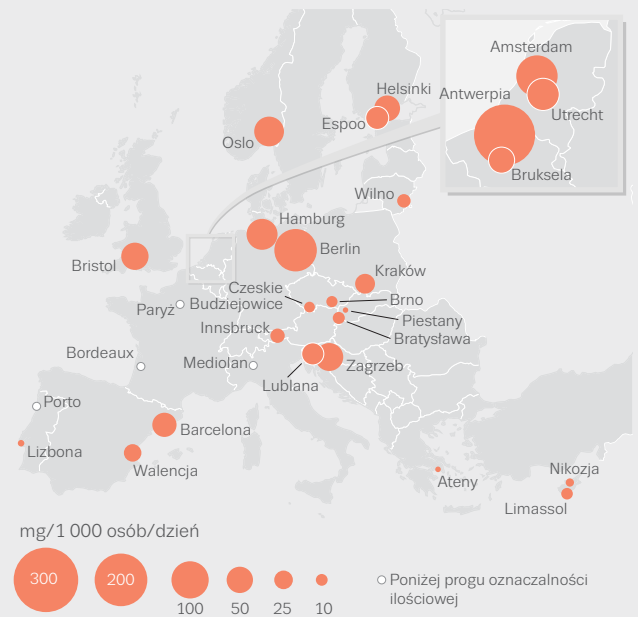 Amsterdam
Antwerpia
Utrecht
Bruksela
Helsinki
Espoo
Oslo
Wilno
Hamburg
Berlin
Bristol
Kraków
Czeskie
Budziejowice
Brno
Paryż
Piestany
Innsbruck
Bratysława
Bordeaux
Mediolan
Zagrzeb
Lublana
Porto
Barcelona
Lizbona
Walencja
Ateny
Nikozja
Limassol
mg/1 000 osób/dzień
300
200
100
50
25
10
Poniżej progu oznaczalności
ilościowej